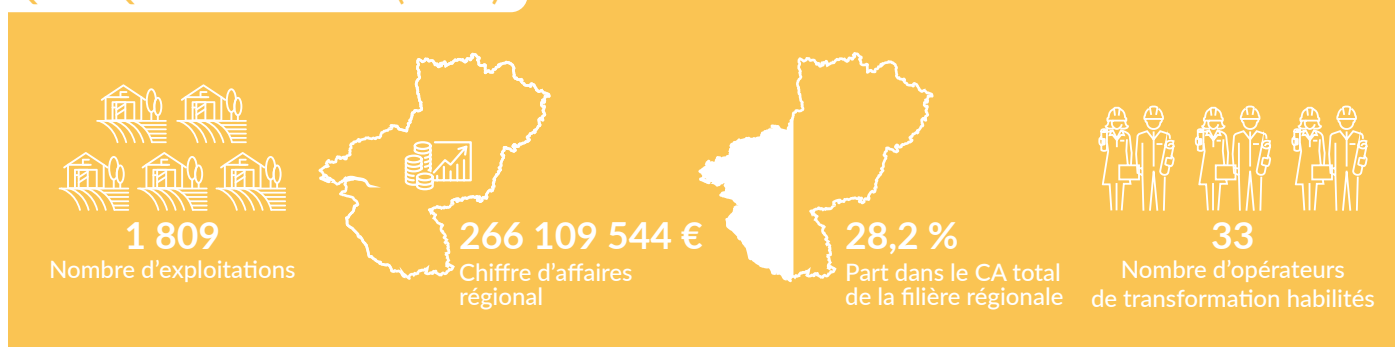 1 809
Nombre d’exploitations
266 109 544 €
Chiffre d’affaires
régional
28,2 %
Part dans le CA total
de la filière régionale
33
Nombre d’opérateurs
de transformation habilités